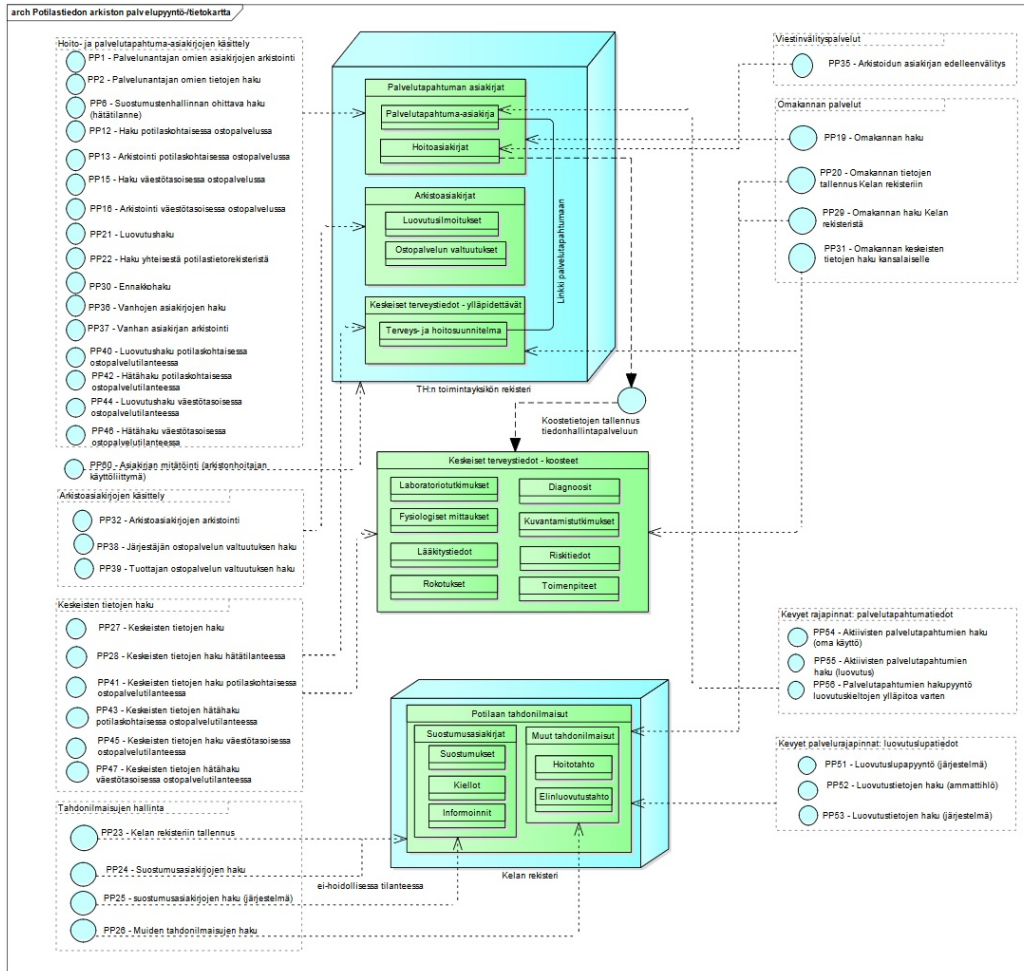 arch Potilastiedon arkiston palvelupyyntö-/tietokartta
Hoito- ja palvelutapahtuma-asiakirjojen käsittely
PP1 - Palvelunantajan omien asiakirjojen arkistointi
PP2 - Palvelunantajan omien tietojen haku
PP6 - Suostumustenhallinnan ohittava haku
(hätätilanne)
PP12 - Haku potilaskohtaisessa ostopalvelussa
PP13 - Arkistointi potilaskohtaisessa ostopalvelussa
PP15 - Haku väestötasoisessa ostopalvelussa
PP16 - Arkistointi väestötasoisessa ostopalvelussa
PP21 - Luovutushaku
PP22 - Haku yhteisestä potilastietorekisteristä
PP30 - Ennakkohaku
PP36 - Vanhojen asiakirjojen haku
PP37 - Vanhan asiakirjan arkistointi
PP40 - Luovutushaku potilaskohtaisessa
ostopalvelutilanteessa
PP42 - Hätähaku potilaskohtaisessa
ostopalvelutilanteessa
PP44 - Luovutushaku väestötasoisessa
ostopalvelutilanteessa
PP46 - Hätähaku väestötasoisessa
ostopalvelutilanteessa
PP60 - Asiakirjan mitätöinti (arkistonhoitajan
käyttöliittymä)
Arkistoasiakirjojen käsittely
PP32 - Arkistoasiakirjojen arkistointi
PP38 - Järjestäjän ostopalvelun valtuutuksen haku
PP39 - Tuottajan ostopalvelun valtuutuksen haku
Keskeisten tietojen haku
PP27 - Keskeisten tietojen haku
PP28 - Keskeisten tietojen haku hätätilanteessa
PP41 - Keskeisten tietojen haku potilaskohtaisessa
ostopalvelutilanteessa
PP43 - Keskeisten tietojen hätähaku
potilaskohtaisessa ostopalvelutilanteessa
PP45 - Keskeisten tietojen haku väestötasoisessa
ostopalvelutilanteessa
PP47 - Keskeisten tietojen hätähaku
väestötasoisessa ostopalvelutilanteessa
Tahdonilmaisujen hallinta
PP23 - Kelan rekisteriin tallennus
PP24 - Suostumusasiakirjojen haku
PP25 - suostumusasiakirjojen haku (järjestelmä)
PP26 - Muiden tahdonilmaisujen haku
ei-hoidollisessa tilanteessa
Palvelutapahtuman asiakirjat
Palvelutapahtuma-asiakirja
Hoitoasiakirjat
Arkistoasiakirjat
Luovutusilmoitukset
Ostopalvelun valtuutukset
Linkki palvelutapahtumaan
Keskeiset terveystiedot - ylläpidettävät
Terveys- ja hoitosuunnitelma
TH:n toimintayksikön rekisteri
Koostetietojen tallennus
tiedonhallintapalveluun
Keskeiset terveystiedot - koosteet
Laboratoriotutkimukset
Diagnoosit
Fysiologiset mittaukset
Kuvantamistutkimukset
Lääkitystiedot
Riskitiedot
Rokotukset
Toimenpiteet
Potilaan tahdonilmaisut
Suostumusasiakirjat
Suostumukset
Kiellot
Informoinnit
Muut tahdonilmaisut
Hoitotahto
Elinluovutustahto
Kelan rekisteri
Viestinvälityspalvelut
PP35 - Arkistoidun asiakirjan edelleenvälitys
Omakannan palvelut
PP19 - Omakannan haku
PP20 - Omakannan tietojen
tallennus Kelan rekisteriin
PP29 - Omakannan haku Kelan
rekisteristä
PP31 - Omakannan keskeisten
tietojen haku kansalaiselle
Kevyet rajapinnat: palvelutapahtumatiedot
PP54 - Aktiivisten palvelutapahtumien haku
(oma käyttö)
PP55 - Aktiivisten palvelutapahtumien
haku (luovutus)
PP56 - Palvelutapahtumien hakupyyntö
luovutuskieltojen ylläpitoa varten
Kevyet palvelurajapinnat: luovutuslupatiedot
PP51 - Luovutuslupapyyntö (järjestelmä)
PP52 - Luovutustietojen haku (ammattihlö)
PP53 - Luovutustietojen haku (järjestelmä)